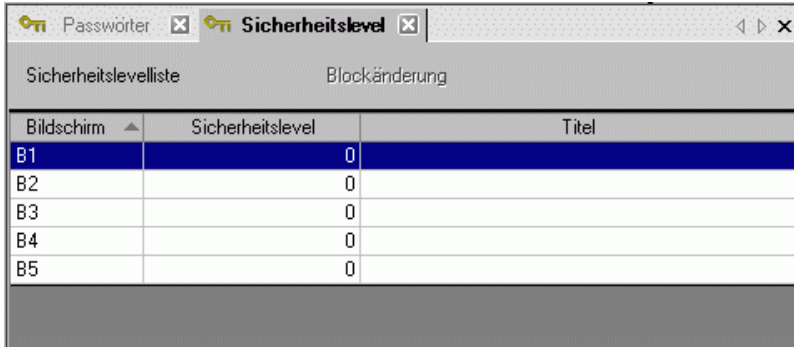 Passwörter Sicherheitslevel
Sicherheitslevelliste Blockänderung
Bildschirm Sicherheitslevel Titel
B1 0
B2 0
B3 0
B4 0
B5 0